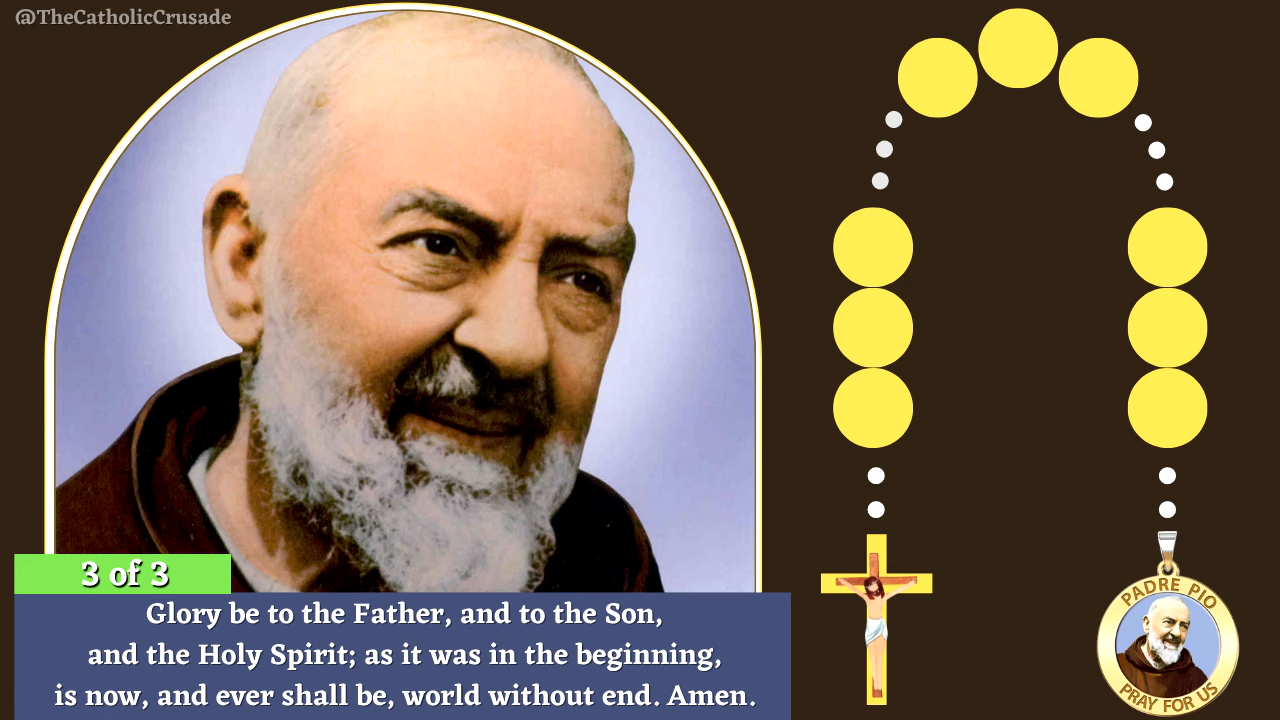 @TheCatholicCrusade
3 of 3
Glory be to the Father, and to the Son,
and the Holy Spirit; as it was in the beginning,
is now, and ever shall be, world without end. Amen.
PADRE PIO
PRAY FOR US